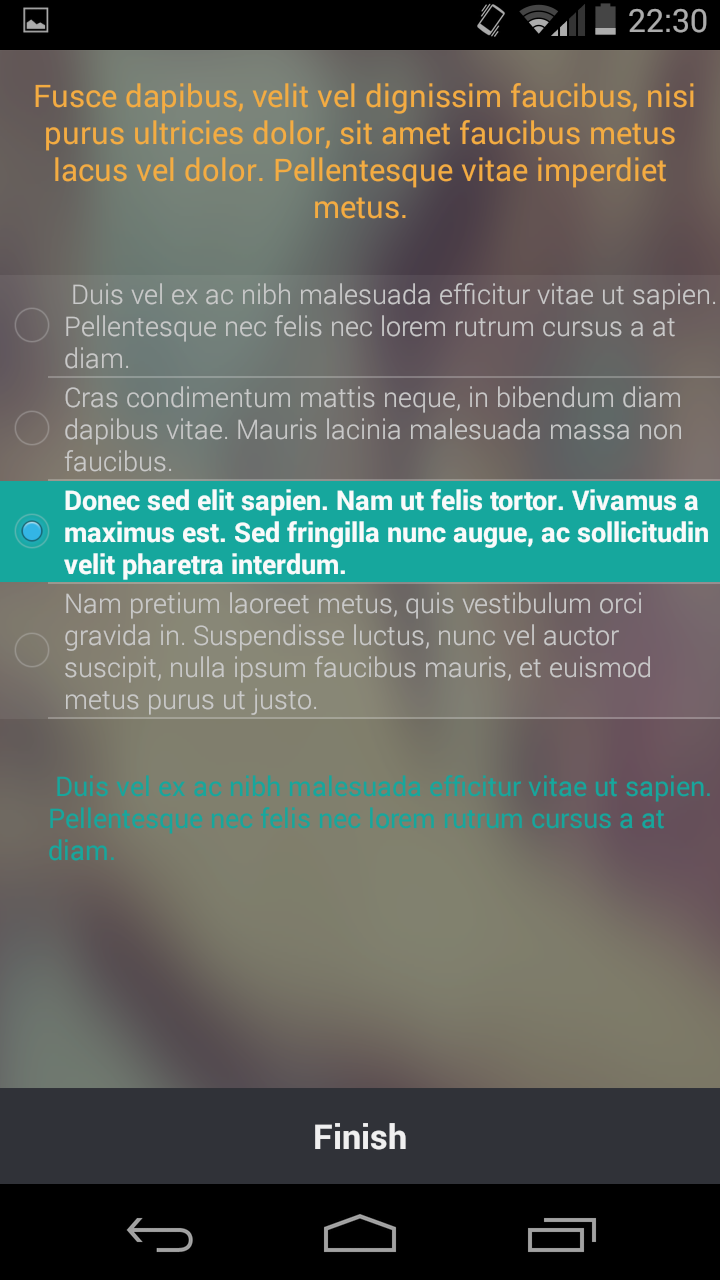 22:30
Fusce dapibus, velit vel dignissim faucibus, nisi
purus ultricies dolor, sit amet faucibus metus
lacus vel dolor. Pellentesque vitae imperdiet
metus.
Duis vel ex ac nibh malesuada efficitur vitae ut sapien.
Pellentesque nec felis nec lorem rutrum cursus a at
diam.
Cras condimentum mattis neque, in bibendum diam
dapibus vitae. Mauris lacinia malesuada massa non
faucibus.
Donec sed elit sapien. Nam ut felis tortor. Vivamus a
maximus est. Sed fringilla nunc augue, ac sollicitudin
velit pharetra interdum.
Nam pretium laoreet metus, quis vestibulum orci
gravida in. Suspendisse luctus, nunc vel auctor
suscipit, nulla ipsum faucibus mauris, et euismod
metus purus ut justo.
Duis vel ex ac nibh malesuada efficitur vitae ut sapien.
Pellentesque nec felis nec lorem rutrum cursus a at
diam.
Finish